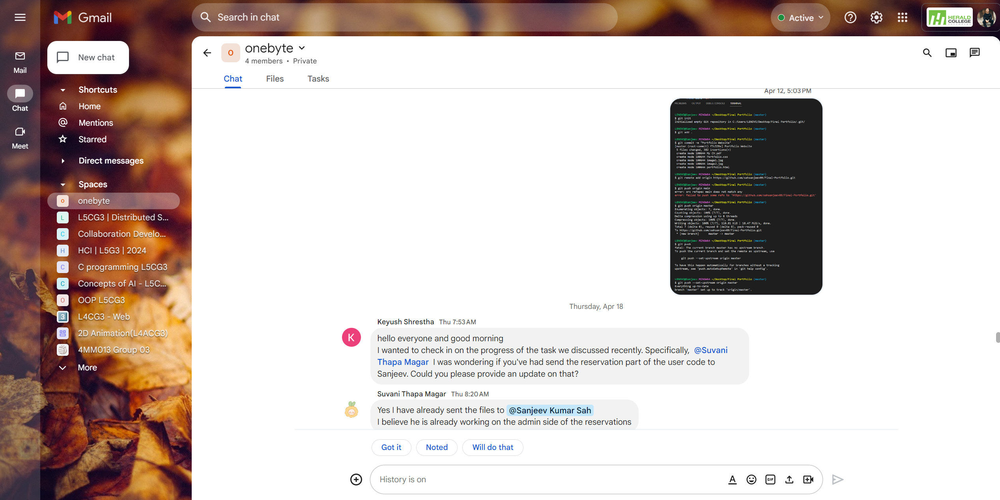 Gmail
Search in chat
Active
HERALD
COLLEGE
KATHMANDU
Mail
Chat
Meet
New chat
Shortcuts
Home
Mentions
Starred
Direct messages
Spaces
o onebyte
L L5CG3 | Distributed S...
C Collaboration Develo...
H HCI | L5G3 | 2024
C C programming L5CG3
C Concepts of AI - L5C...
O OOP L5CG3
3 L4CG3 - Web
2D Animation(L4ACG3)
4MM013 Group 03
More
o onebyte
4 members • Private
Chat Files Tasks
Apr 12, 5:03 PM
PROBLEMS OUTPUT DEBUG CONSOLE TERMINAL
LENOVO@Sanjeev MINGW64 ~/Desktop/Final Portfolio (master)
$ git init
Initialized empty Git repository in C:/Users/LENOVO/Desktop/Final Portfolio/.git/
LENOVO@Sanjeev MINGW64 ~/Desktop/Final Portfolio (master)
$ git add .
LENOVO@Sanjeev MINGW64 ~/Desktop/Final Portfolio (master)
$ git commit -m "Portfolio Website"
[master (root-commit) f7c539e] Portfolio Website
5 files changed, 382 insertions(+)
create mode 100644 My CV.pdf
create mode 100644 Portfolio.css
create mode 100644 image1.jpg
create mode 100644 image2.jpg
create mode 100644 portfolio.html
LENOVO@Sanjeev MINGW64 ~/Desktop/Final Portfolio (master)
$ git remote add origin https://github.com/sahsanjeev09/Final-Portfolio.git
LENOVO@Sanjeev MINGW64 ~/Desktop/Final Portfolio (master)
$ git push origin main
error: src refspec main does not match any
error: failed to push some refs to 'https://github.com/sahsanjeev09/Final-Portfolio.git'
LENOVO@Sanjeev MINGW64 ~/Desktop/Final Portfolio (master)
$ git push origin master
Enumerating objects: 7, done.
Counting objects: 100% (7/7), done.
Delta compression using up to 8 threads
Compressing objects: 100% (7/7), done.
Writing objects: 100% (7/7), 110.81 KiB | 18.47 MiB/s, done.
Total 7 (delta 0), reused 0 (delta 0), pack-reused 0
To https://github.com/sahsanjeev09/Final-Portfolio.git
* [new branch] master -> master
LENOVO@Sanjeev MINGW64 ~/Desktop/Final Portfolio (master)
$ git push
fatal: The current branch master has no upstream branch.
To push the current branch and set the remote as upstream, use
git push --set-upstream origin master
To have this happen automatically for branches without a tracking
upstream, see 'push.autoSetupRemote' in 'git help config'.
LENOVO@Sanjeev MINGW64 ~/Desktop/Final Portfolio (master)
$ git push --set-upstream origin master
Everything up-to-date
branch 'master' set up to track 'origin/master'.
Thursday, Apr 18
Keyush Shrestha Thu 7:53 AM
K
hello everyone and good morning
I wanted to check in on the progress of the task we discussed recently. Specifically, @Suvani
Thapa Magar I was wondering if you've had send the reservation part of the user code to
Sanjeev. Could you please provide an update on that?
Suvani Thapa Magar Thu 8:20 AM
Yes I have already sent the files to @Sanjeev Kumar Sah
I believe he is already working on the admin side of the reservations
Got it Noted Will do that
History is on
GIF